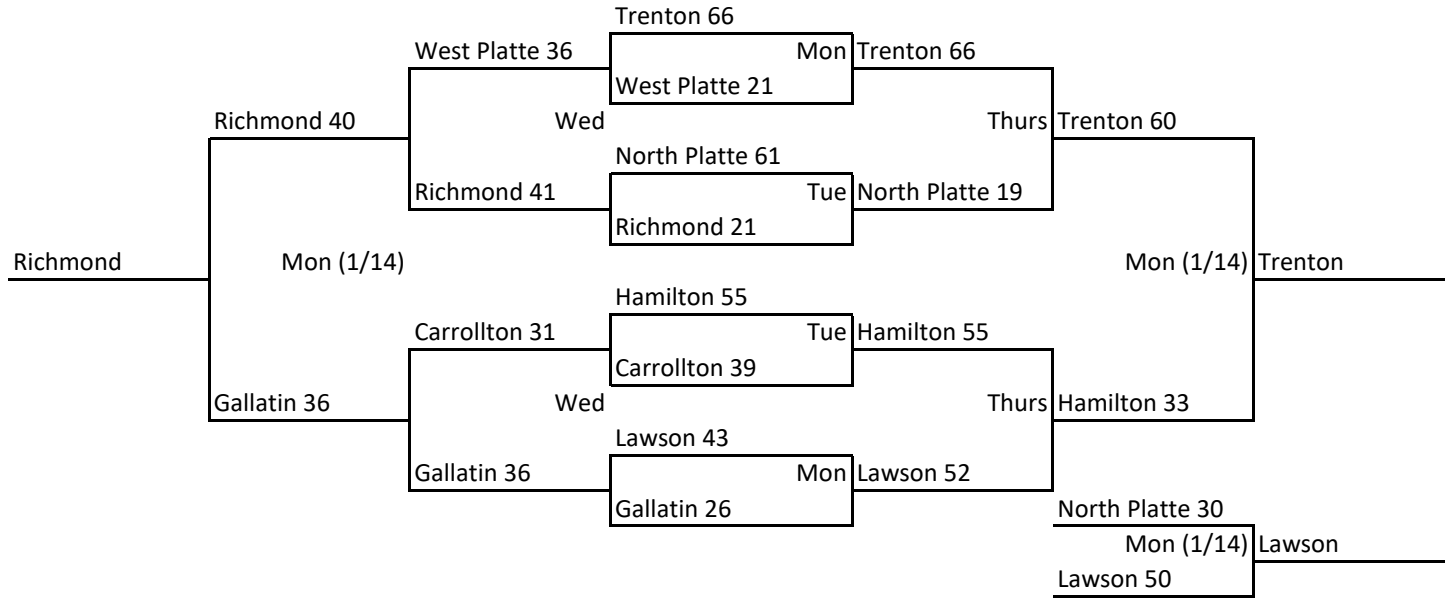 Trenton 66
West Platte 36
Mon
Trenton 66
West Platte 21
Richmond 40
Wed
Thurs
Trenton 60
North Platte 61
Richmond 41
Tue
North Platte 19
Richmond 21
Richmond
Mon (1/14)
Mon (1/14)
Trenton
Hamilton 55
Carrollton 31
Tue
Hamilton 55
Carrollton 39
Gallatin 36
Wed
Thurs
Hamilton 33
Lawson 43
Gallatin 36
Mon
Lawson 52
Gallatin 26
North Platte 30
Mon (1/14)
Lawson
Lawson 50